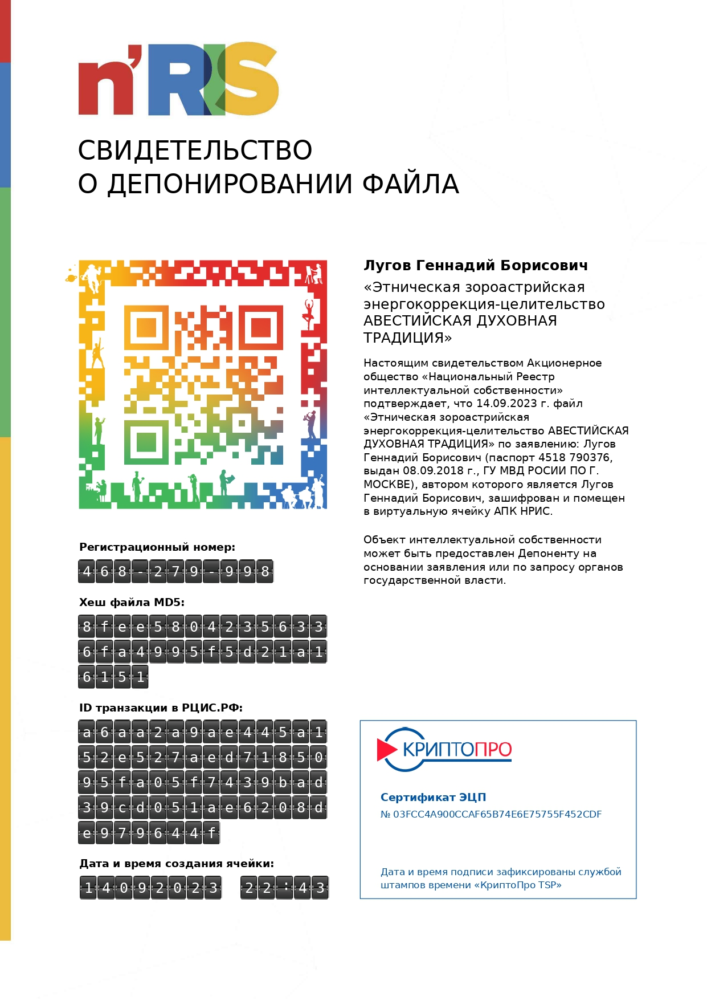 n'RIS
СВИДЕТЕЛЬСТВО
О ДЕПОНИРОВАНИИ ФАЙЛА
Лугов Геннадий Борисович
«Этническая зороастрийская
энергокоррекция-целительство
АВЕСТИЙСКАЯ ДУХОВНАЯ
ТРАДИЦИЯ»
Настоящим свидетельством Акционерное
общество «Национальный Реестр
интеллектуальной собственности»
подтверждает, что 14.09.2023 г. файл
«Этническая зороастрийская
энергокоррекция-целительство АВЕСТИЙСКАЯ
ДУХОВНАЯ ТРАДИЦИЯ» по заявлению: Лугов
Геннадий Борисович (паспорт 4518 790376,
выдан 08.09.2018 г., ГУ МВД РОСИИ ПО Г.
МОСКВЕ), автором которого является Лугов
Геннадий Борисович, зашифрован и помещен
в виртуальную ячейку АПК НРИС.
Объект интеллектуальной собственности
может быть предоставлен Депоненту на
основании заявления или по запросу органов
государственной власти.
Регистрационный номер:
468-279-998
Хеш файла MD5:
8fee5804235633
6fa4995f5d21a1
6151
ID транзакции в РЦИС.РФ:
a6aa2a9ae445a1
52e527aed71850
95fa05f7439bad
39cd051ae6208d
e979644f
Дата и время создания ячейки:
14092023 22:43
КРИПТОПРО
Сертификат ЭЦП
№ 03FCC4A900CCAF65B74E6E75755F452CDF
Дата и время подписи зафиксированы службой
штампов времени «КриптоПро TSP»